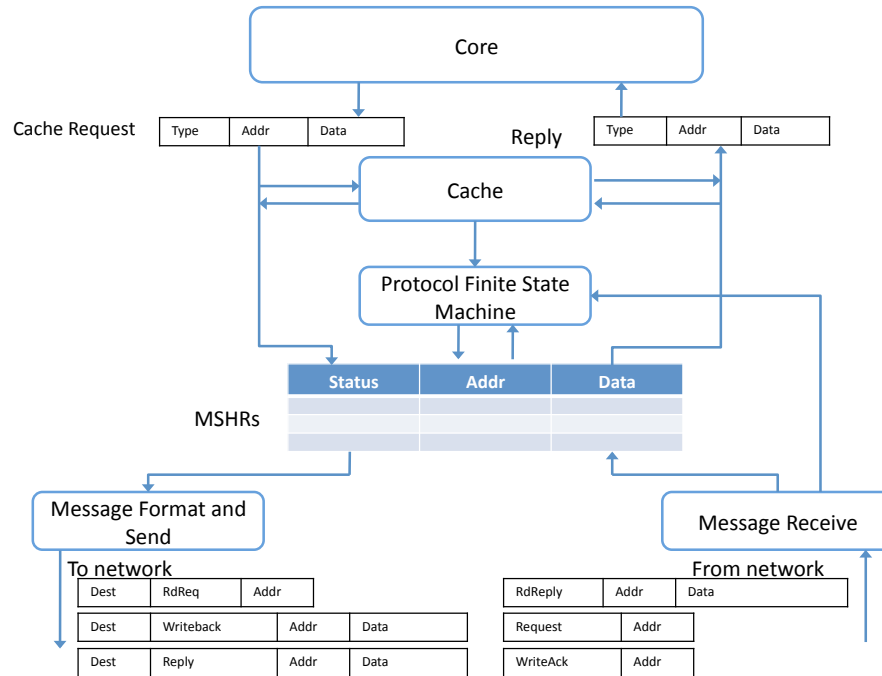 Core
Cache Request
Type Addr Data
Reply
Type Addr Data
Cache
Protocol Finite State
Machine
Status Addr Data
MSHRs
Message Format and
Send
Message Receive
To network
From network
Dest RdReq Addr
RdReply Addr Data
Dest Writeback Addr Data
Request Addr
Dest Reply Addr Data
WriteAck Addr